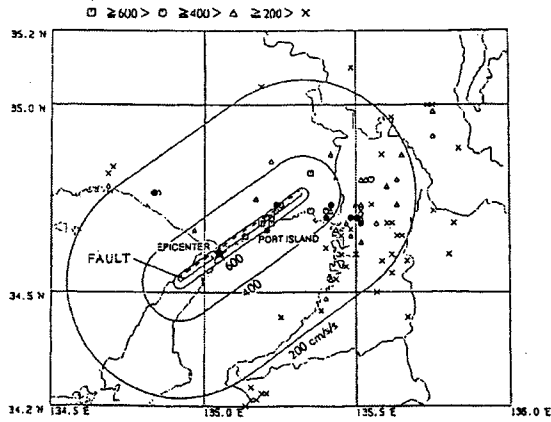 □ ≧600> ○ ≧400> △ ≧200> ×
35.2 N
35.0 N
EPICENTER
PORT ISLAND
FAULT
600
400
34.5 N
200 cm/s/s
34.2 N
134.5 E
135.0 E
135.5 E
136.0 E